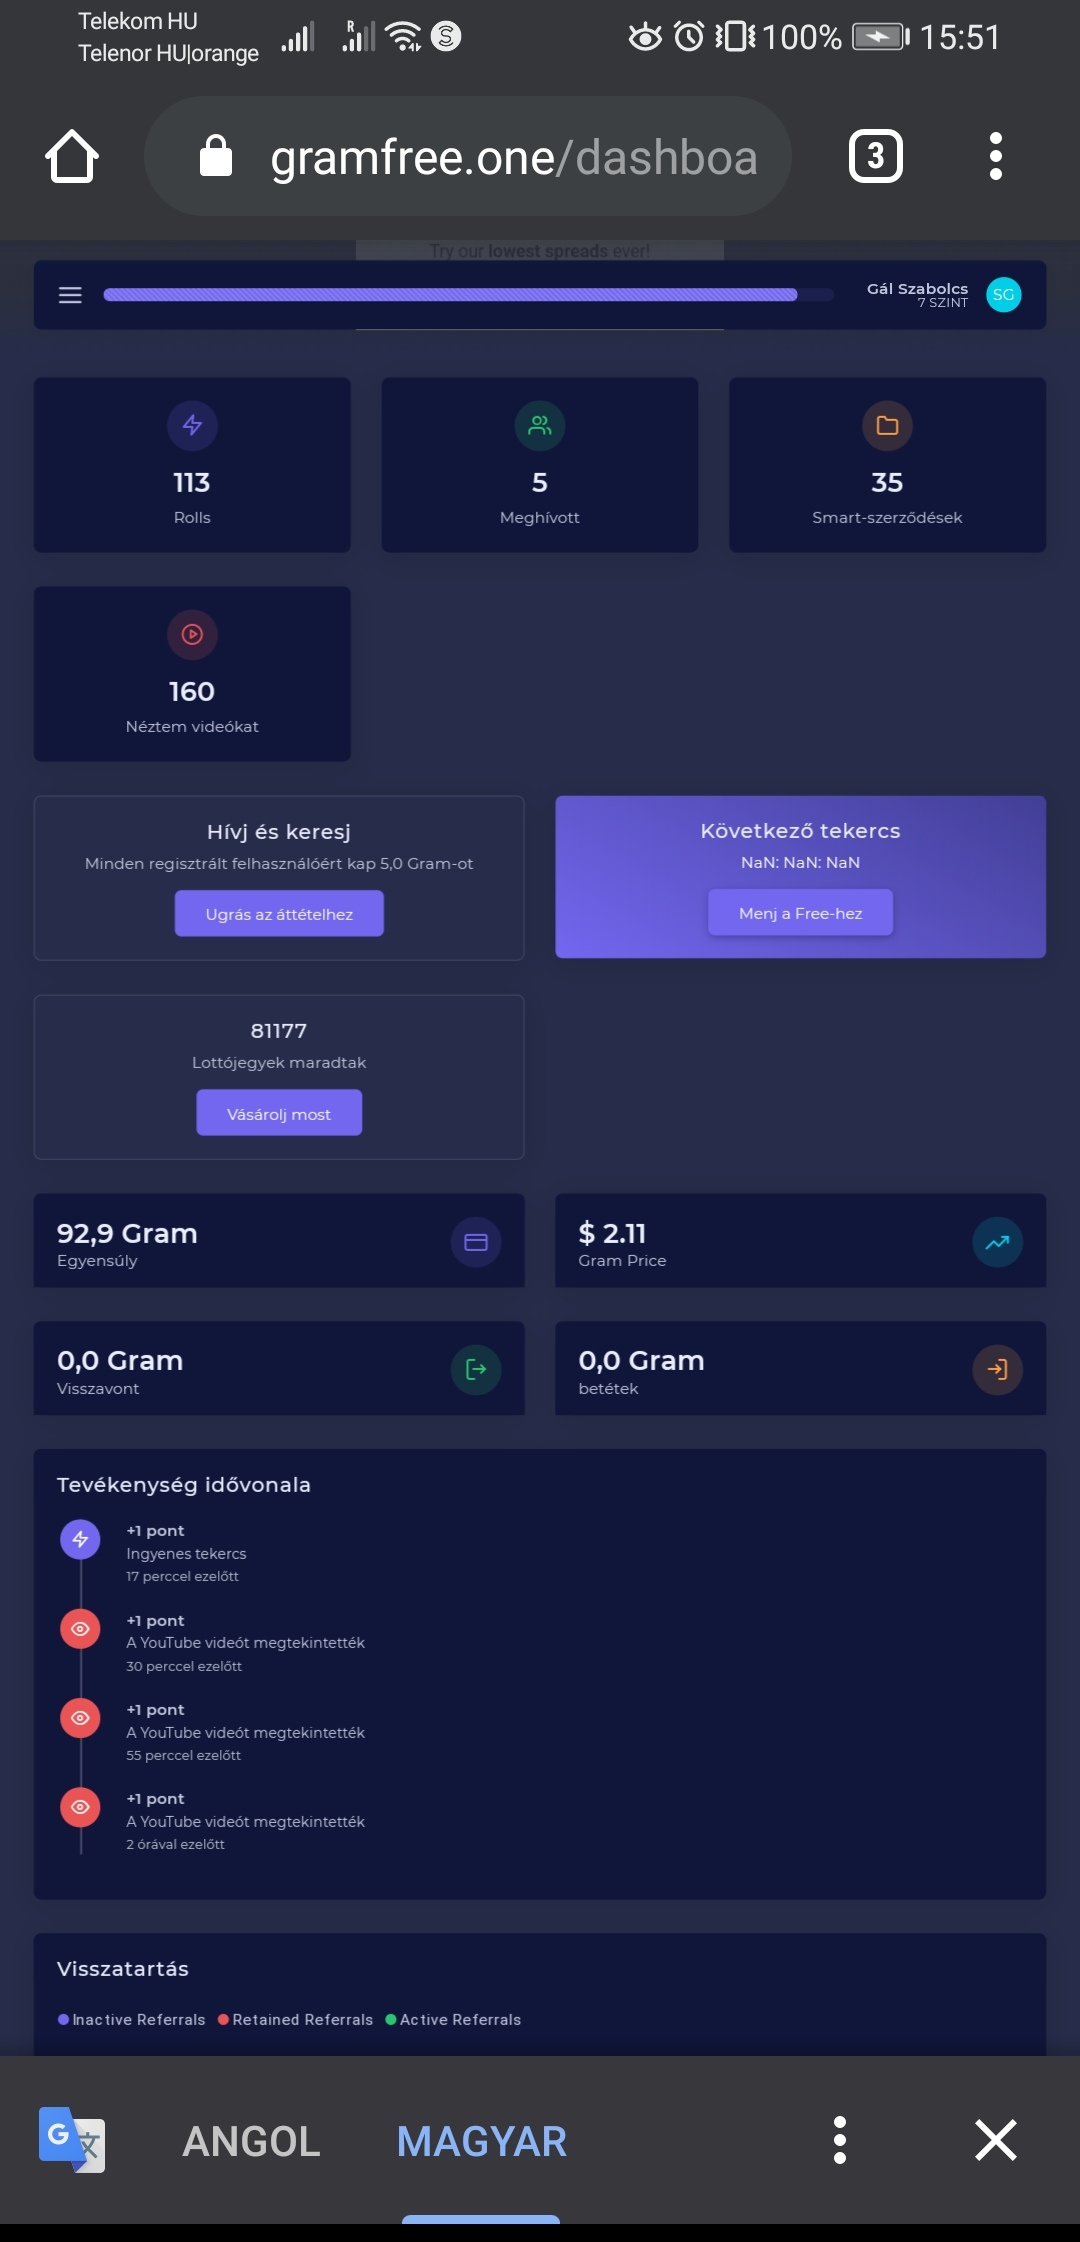 Telekom HU
Telenor HU|orange
R
S
100%
15:51
gramfree.one/dashboa
3
Try our lowest spreads ever!
Gál Szabolcs
7 SZINT
SG
113
Rolls
5
Meghívott
35
Smart-szerződések
160
Néztem videókat
Hívj és keresj
Minden regisztrált felhasználóért kap 5,0 Gram-ot
Ugrás az áttételhez
Következő tekercs
NaN: NaN: NaN
Menj a Free-hez
81177
Lottójegyek maradtak
Vásárolj most
92,9 Gram
Egyensúly
$ 2.11
Gram Price
0,0 Gram
Visszavont
0,0 Gram
betétek
Tevékenység idővonala
+1 pont
Ingyenes tekercs
17 perccel ezelőtt
+1 pont
A YouTube videót megtekintették
30 perccel ezelőtt
+1 pont
A YouTube videót megtekintették
55 perccel ezelőtt
+1 pont
A YouTube videót megtekintették
2 órával ezelőtt
Visszatartás
Inactive Referrals
Retained Referrals
Active Referrals
G 文
ANGOL
MAGYAR